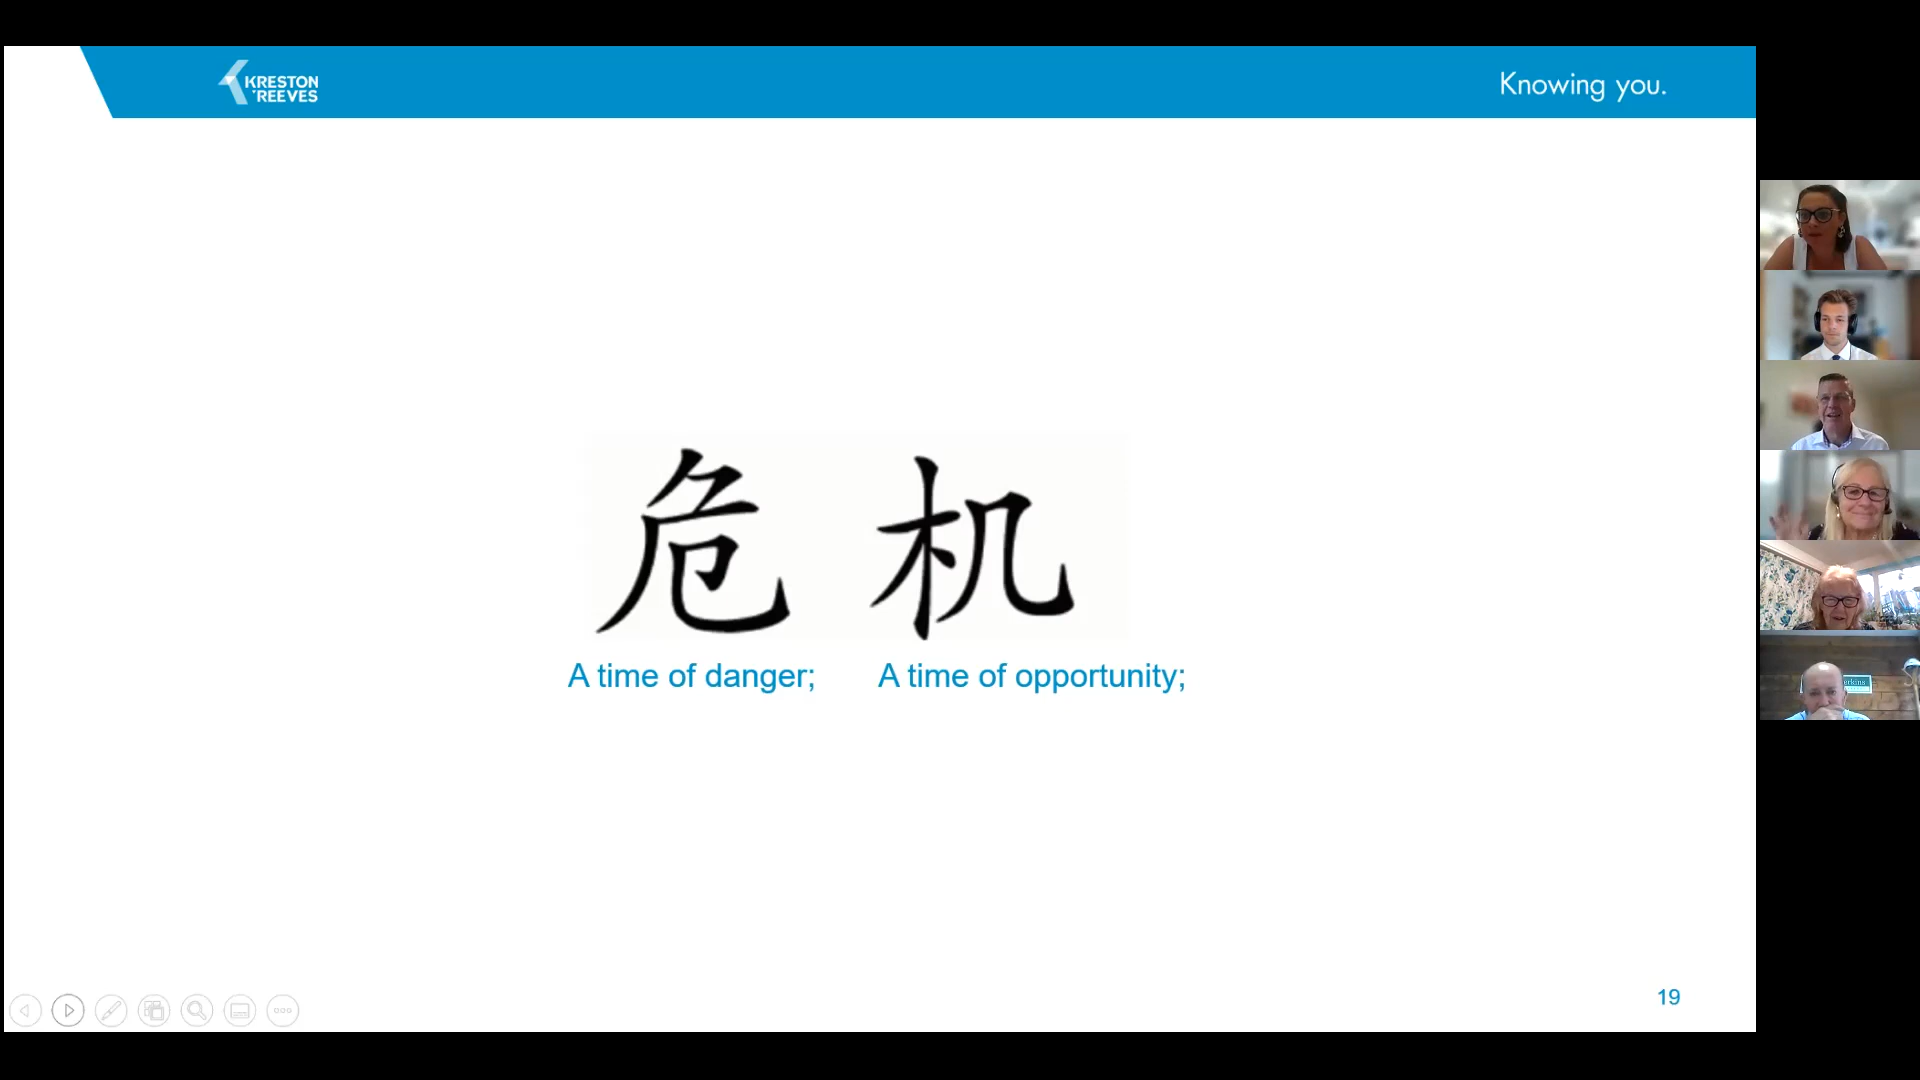 KRESTON
REEVES
Knowing you.
危机
A time of danger; A time of opportunity;
19